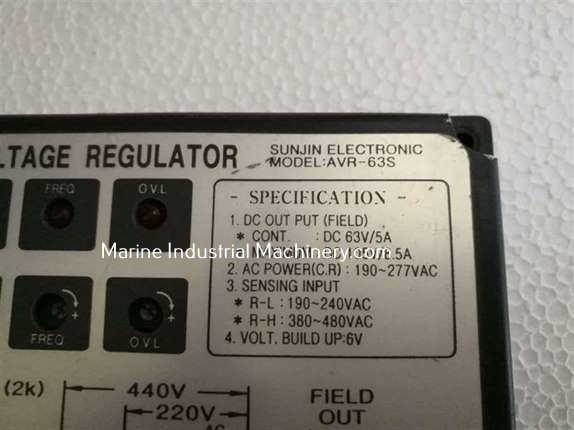 LTAGE REGULATOR
SUNJIN ELECTRONIC
MODEL:AVR-63S
FREQ
O.V.L
- SPECIFICATION -
1. DC OUT PUT (FIELD)
* CONT. : DC 63V/5A
Marine Industrial Machinery.com
.5A
2. AC POWER(C.R) : 190~277VAC
3. SENSING INPUT
* R-L : 190~240VAC
* R-H : 380~480VAC
4. VOLT. BUILD UP:6V
+
+
FREQ
O.V.L
(2k)
440V
FIELD
220V
OUT